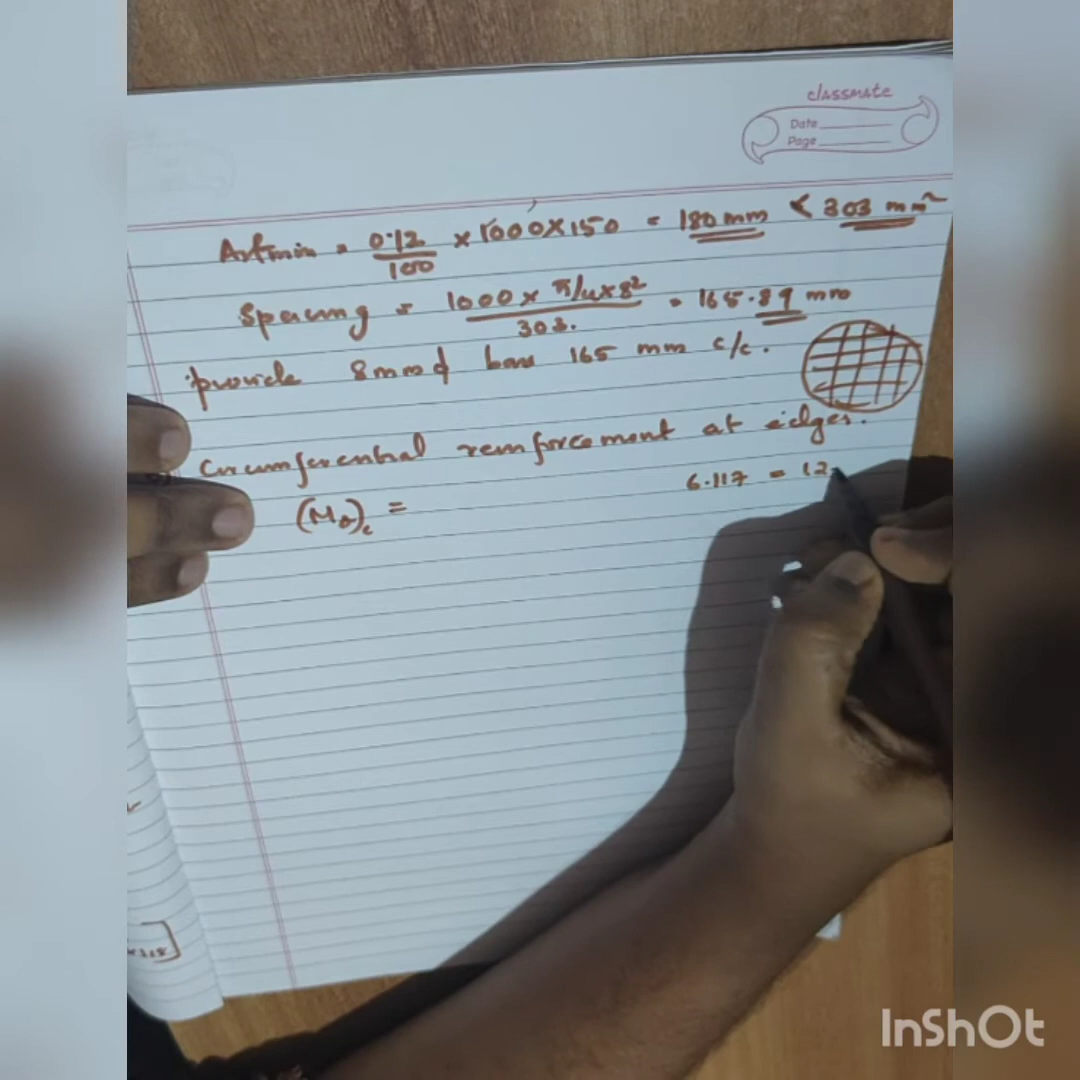 classmate
Date
Page
Astmin = 0.12/100 × 1000 × 150 = 180 mm < 303 mm²
Spacing = 1000 × π/4 × 8²/303. = 165.89 mm
provide 8mm ϕ bars 165 mm c/c.
Circumferential reinforcement at edges.
(Mθ)c = 6.117 = 12
InShOt